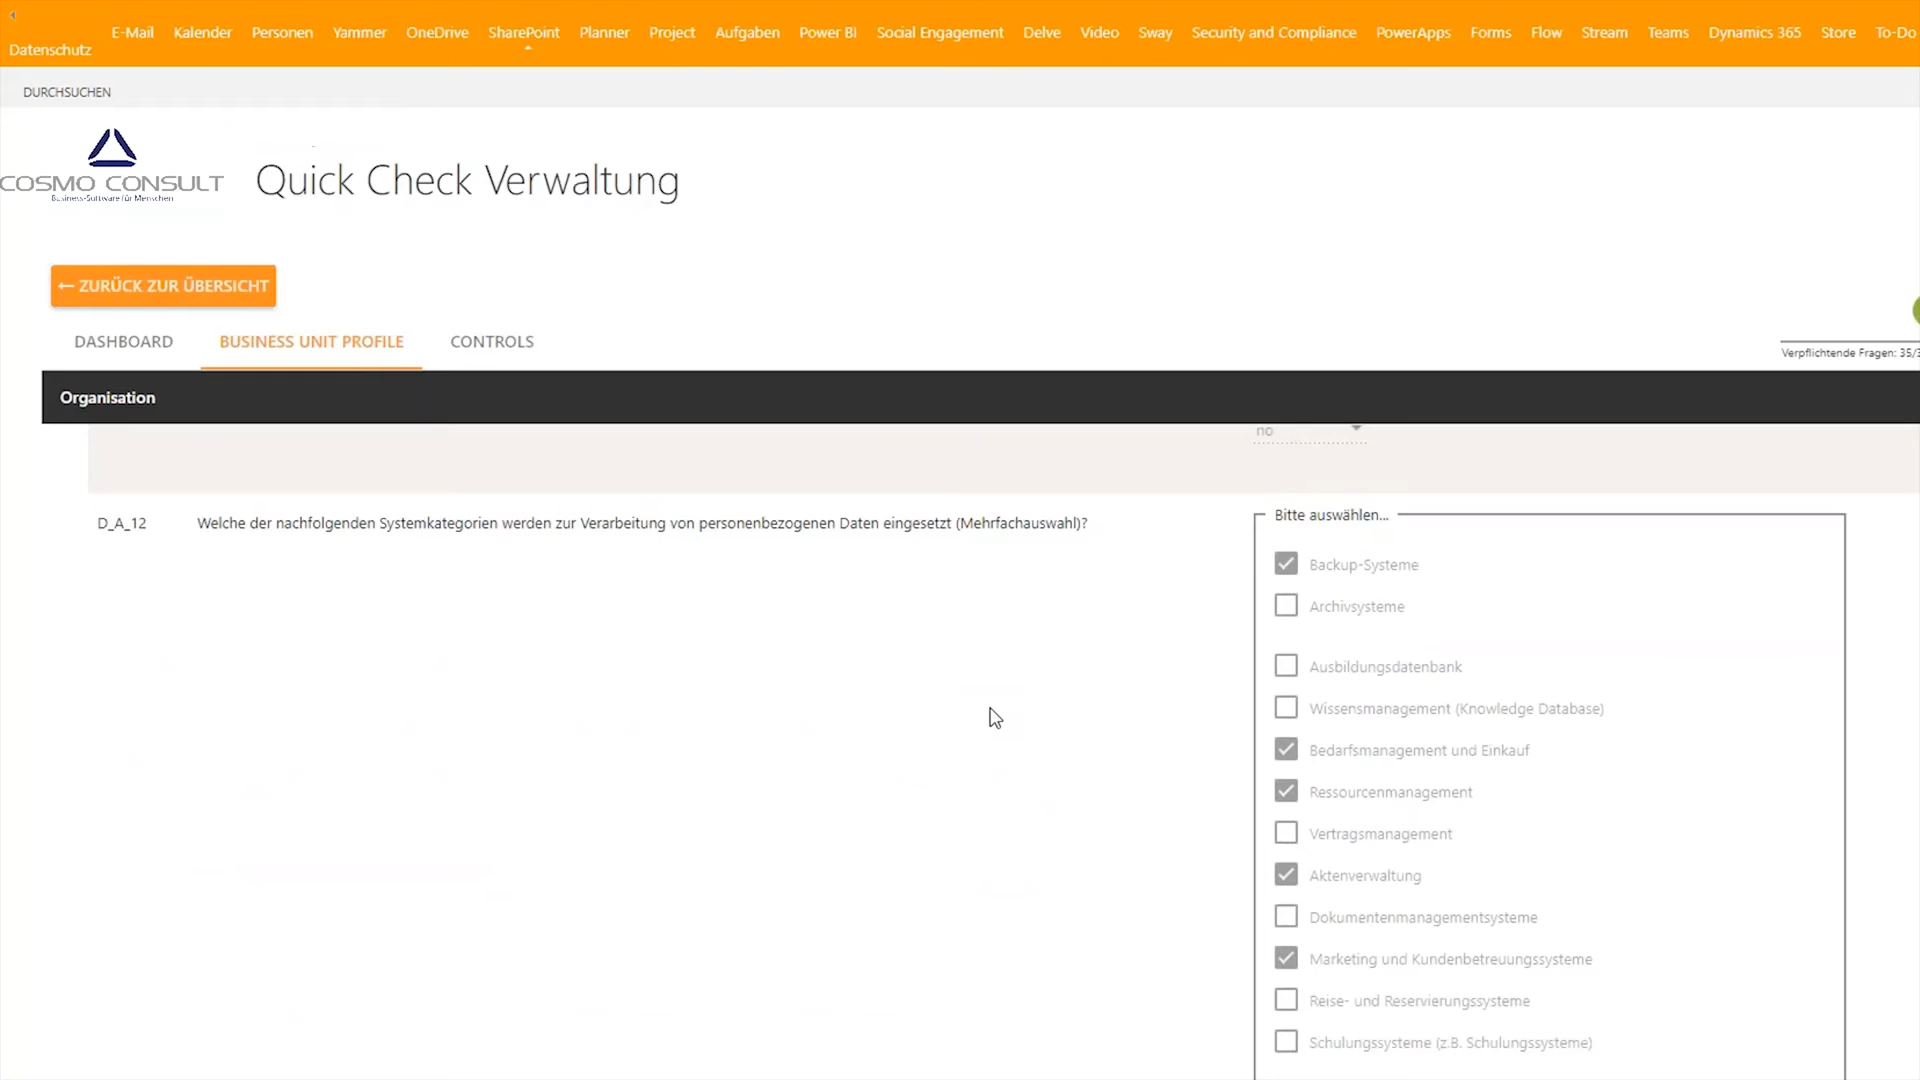 E-Mail Kalender Personen Yammer OneDrive SharePoint Planner Project Aufgaben Power BI Social Engagement Delve Video Sway Security and Compliance PowerApps Forms Flow Stream Teams Dynamics 365 Store To-Do
Datenschutz
DURCHSUCHEN
COSMO CONSULT
Business-Software für Menschen
Quick Check Verwaltung
← ZURÜCK ZUR ÜBERSICHT
DASHBOARD BUSINESS UNIT PROFILE CONTROLS
Verpflichtende Fragen: 35/3
Organisation
no
D_A_12 Welche der nachfolgenden Systemkategorien werden zur Verarbeitung von personenbezogenen Daten eingesetzt (Mehrfachauswahl)?
Bitte auswählen...
Backup-Systeme
Archivsysteme
Ausbildungsdatenbank
Wissensmanagement (Knowledge Database)
Bedarfsmanagement und Einkauf
Ressourcenmanagement
Vertragsmanagement
Aktenverwaltung
Dokumentenmanagementsysteme
Marketing und Kundenbetreuungssysteme
Reise- und Reservierungssysteme
Schulungssysteme (z.B. Schulungssysteme)